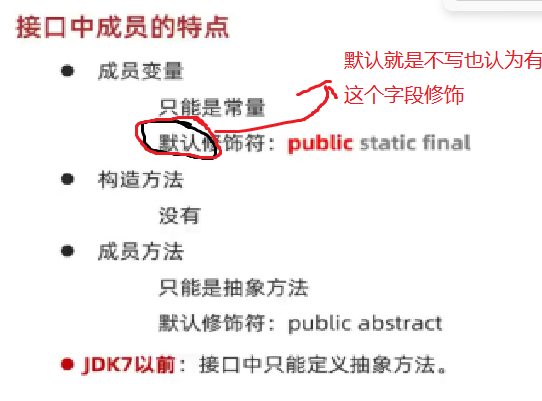 接口中成员的特点
默认就是不写也认为有
这个字段修饰
● 成员变量
只能是常量
默认修饰符：public static final
● 构造方法
没有
● 成员方法
只能是抽象方法
默认修饰符：public abstract
● JDK7以前：接口中只能定义抽象方法。